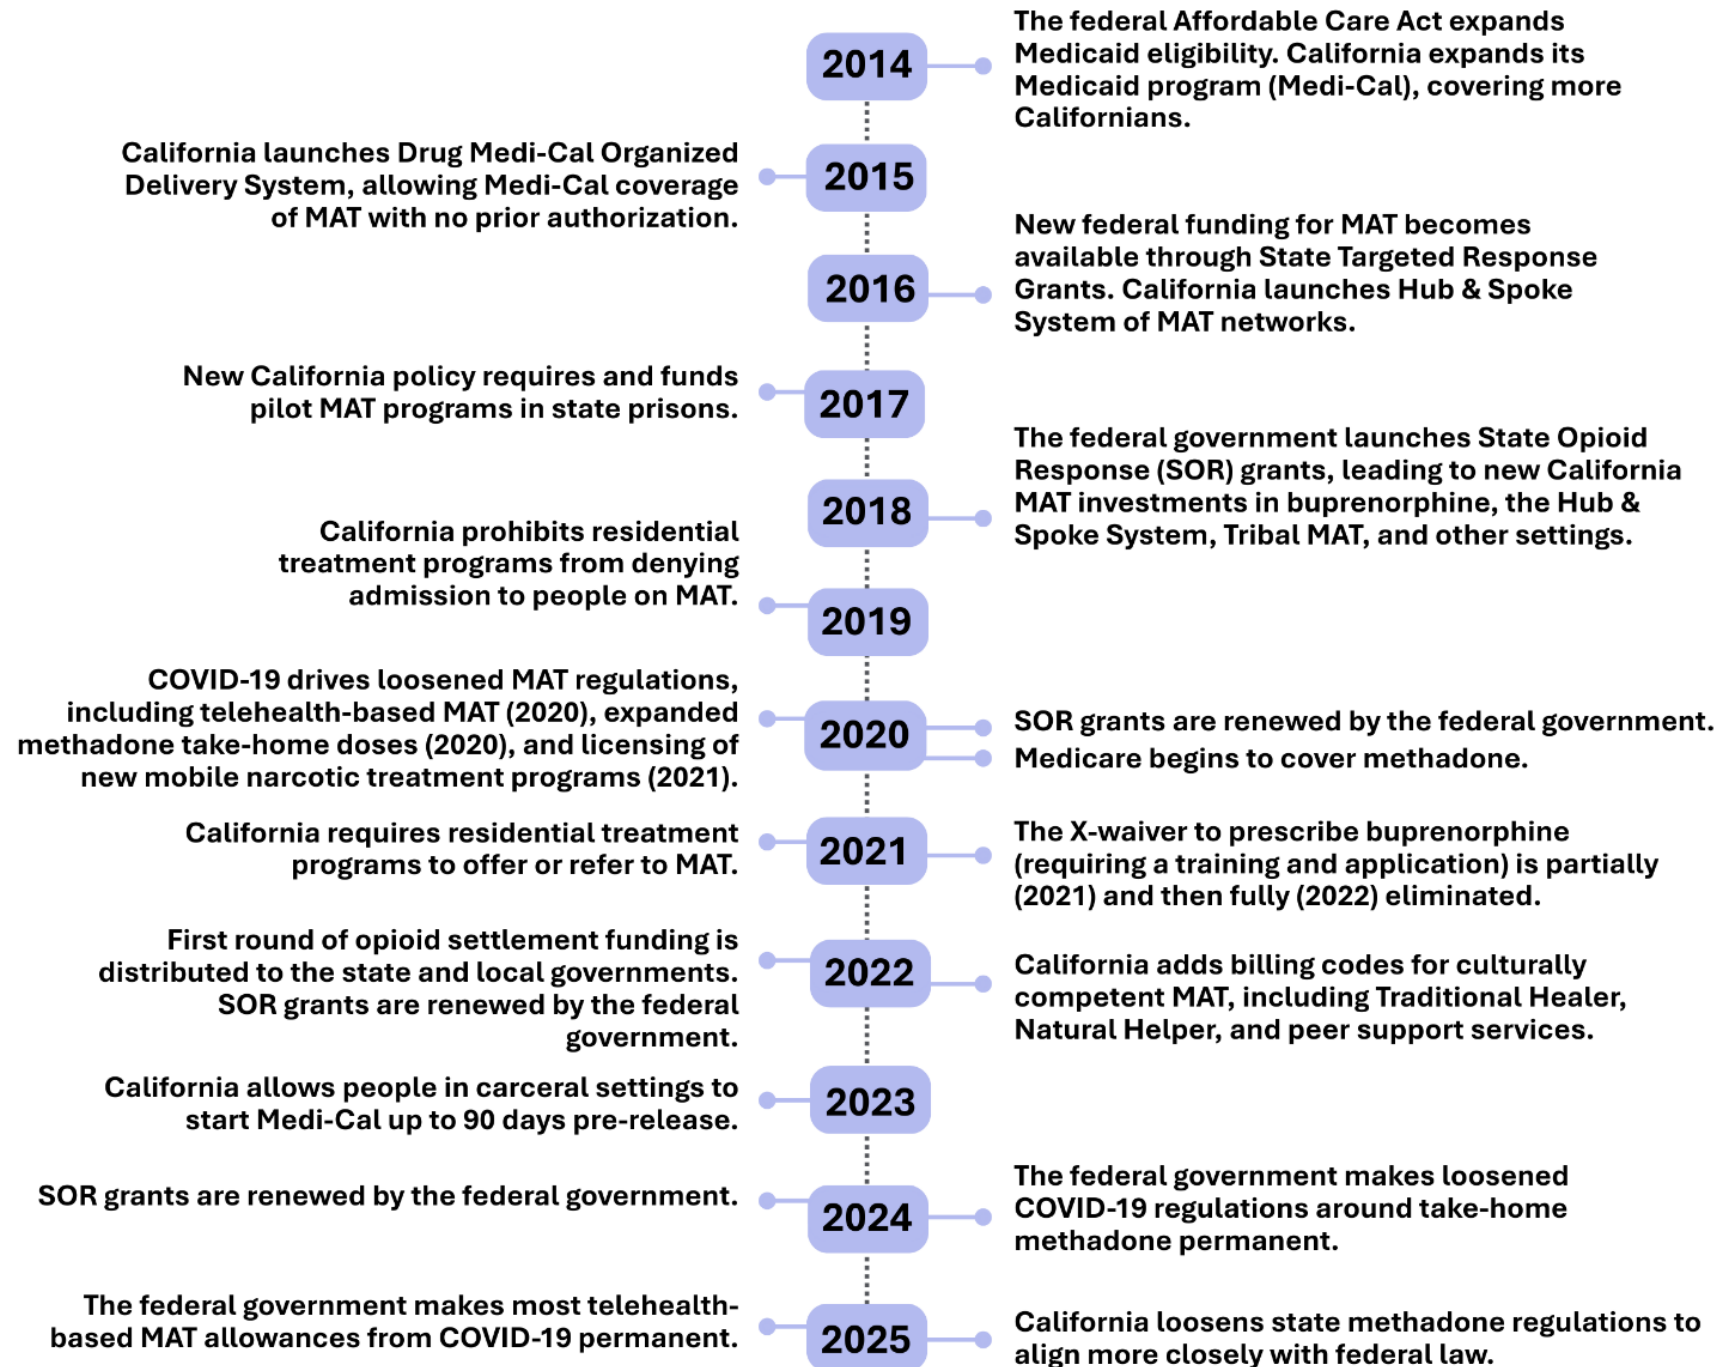 2014
The federal Affordable Care Act expands
Medicaid eligibility. California expands its
Medicaid program (Medi-Cal), covering more
Californians.
2015
California launches Drug Medi-Cal Organized
Delivery System, allowing Medi-Cal coverage
of MAT with no prior authorization.
2016
New federal funding for MAT becomes
available through State Targeted Response
Grants. California launches Hub & Spoke
System of MAT networks.
2017
New California policy requires and funds
pilot MAT programs in state prisons.
2018
The federal government launches State Opioid
Response (SOR) grants, leading to new California
MAT investments in buprenorphine, the Hub &
Spoke System, Tribal MAT, and other settings.
2019
California prohibits residential
treatment programs from denying
admission to people on MAT.
2020
COVID-19 drives loosened MAT regulations,
including telehealth-based MAT (2020), expanded
methadone take-home doses (2020), and licensing of
new mobile narcotic treatment programs (2021).
SOR grants are renewed by the federal government.
Medicare begins to cover methadone.
2021
California requires residential treatment
programs to offer or refer to MAT.
The X-waiver to prescribe buprenorphine
(requiring a training and application) is partially
(2021) and then fully (2022) eliminated.
2022
First round of opioid settlement funding is
distributed to the state and local governments.
SOR grants are renewed by the federal
government.
California adds billing codes for culturally
competent MAT, including Traditional Healer,
Natural Helper, and peer support services.
2023
California allows people in carceral settings to
start Medi-Cal up to 90 days pre-release.
2024
SOR grants are renewed by the federal government.
The federal government makes loosened
COVID-19 regulations around take-home
methadone permanent.
2025
The federal government makes most telehealth-
based MAT allowances from COVID-19 permanent.
California loosens state methadone regulations to
align more closely with federal law.